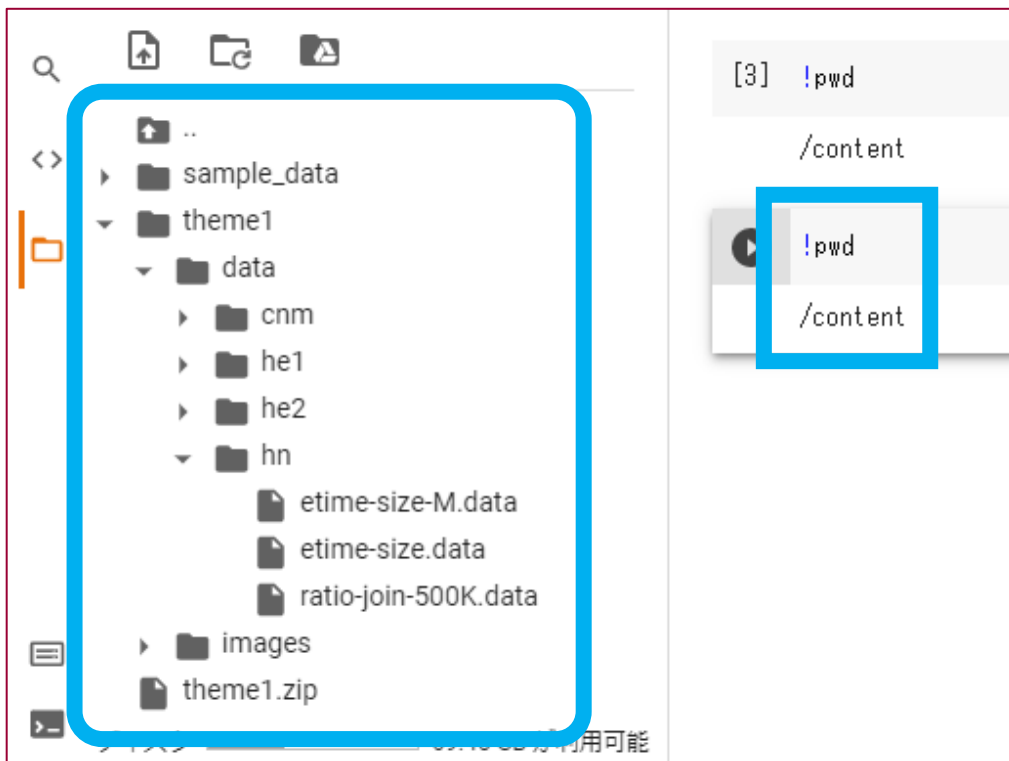 ..
sample_data
theme1
data
cnm
he1
he2
hn
etime-size-M.data
etime-size.data
ratio-join-500K.data
images
theme1.zip
利用可能
[3] !pwd
/content
!pwd
/content